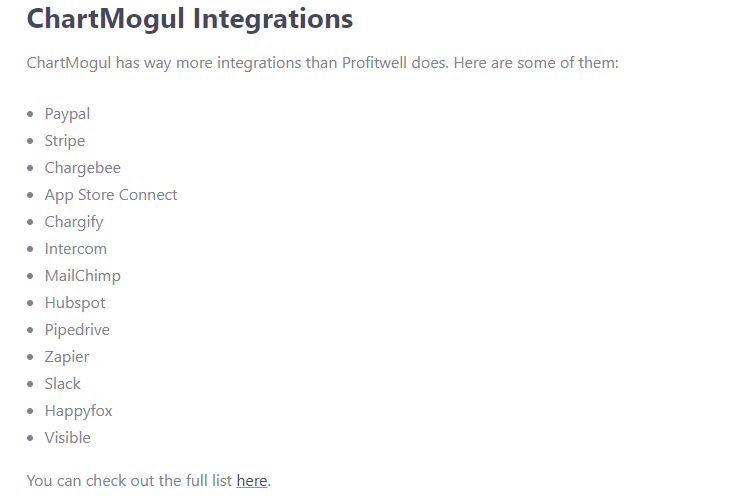 ChartMogul Integrations
ChartMogul has way more integrations than Profitwell does. Here are some of them:
Paypal
Stripe
Chargebee
App Store Connect
Chargify
Intercom
MailChimp
Hubspot
Pipedrive
Zapier
Slack
Happyfox
Visible
You can check out the full list here.